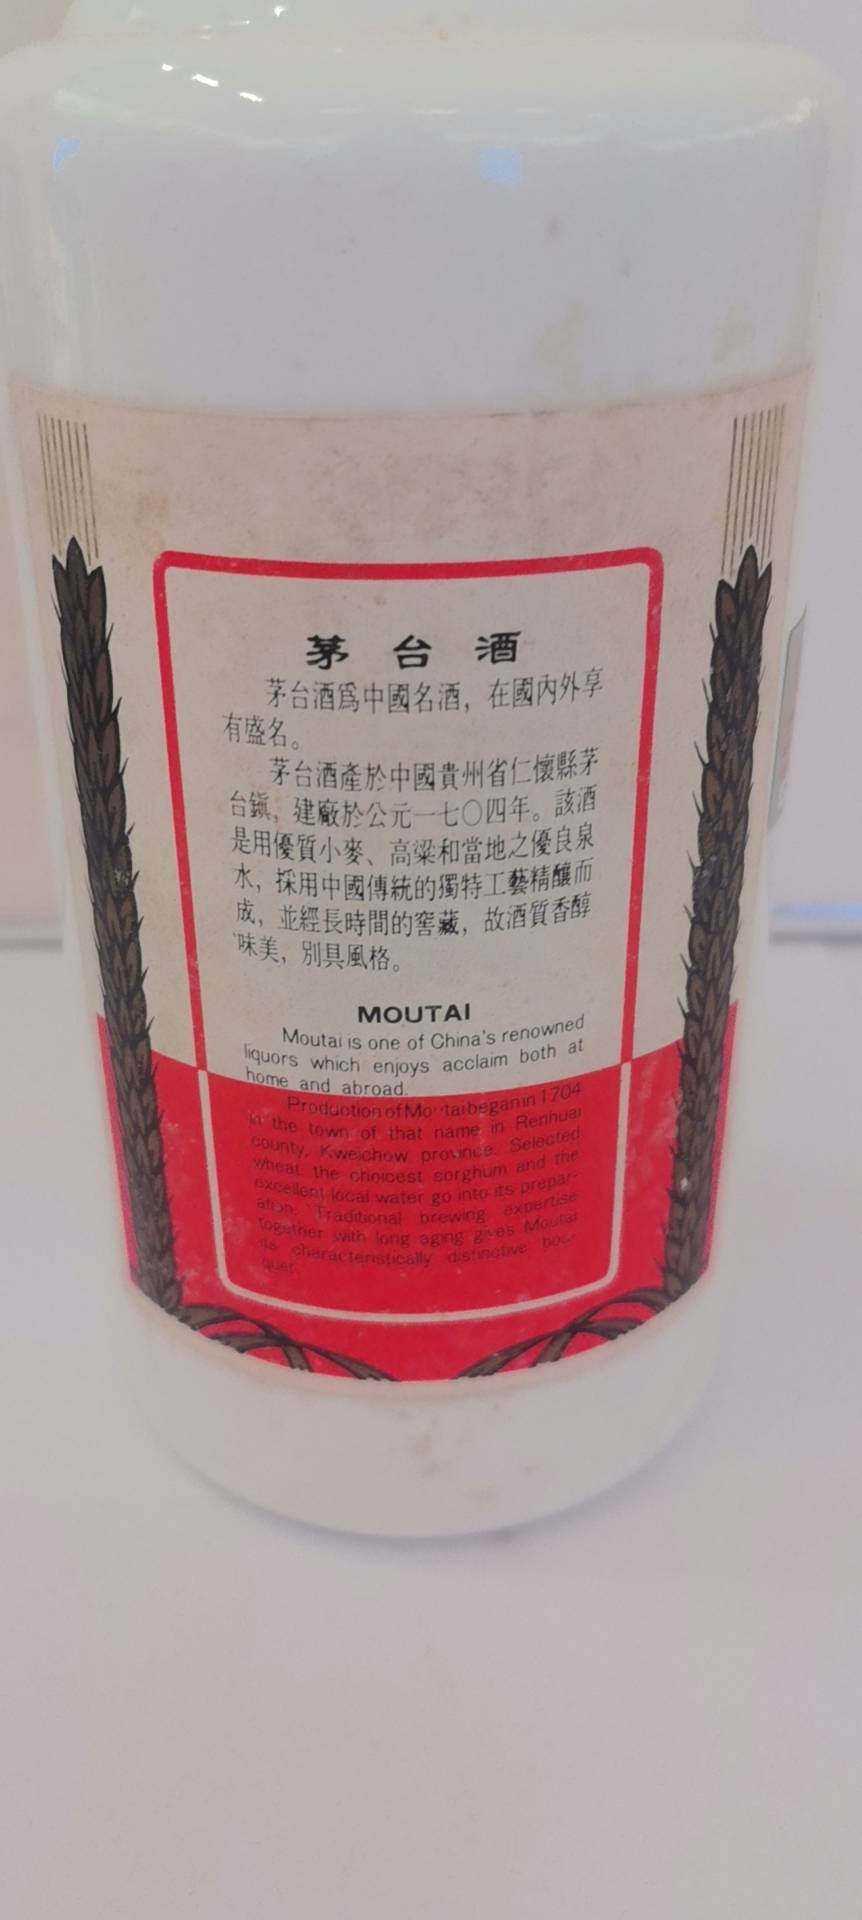 茅台酒
茅台酒爲中國名酒，在國內外享
有盛名。
茅台酒產於中國貴州省仁懷縣茅
台鎮，建廠於公元一七〇四年。該酒
是用優質小麥、高粱和當地之優良泉
水，採用中國傳統的獨特工藝精釀而
成，並經長時間的窖藏，故酒質香醇
味美，別具風格。
MOUTAI
Moutai is one of China's renowned
liquors which enjoys acclaim both at
home and abroad.
Production of Moutai began in 1704
in the town of that name in Renhuai
county, Kweichow province. Selected
wheat, the choicest sorghum and the
excellent local water go into its prepar-
ation. Traditional brewing expertise
together with long aging gives Moutai
its characteristically distinctive bou-
quet.